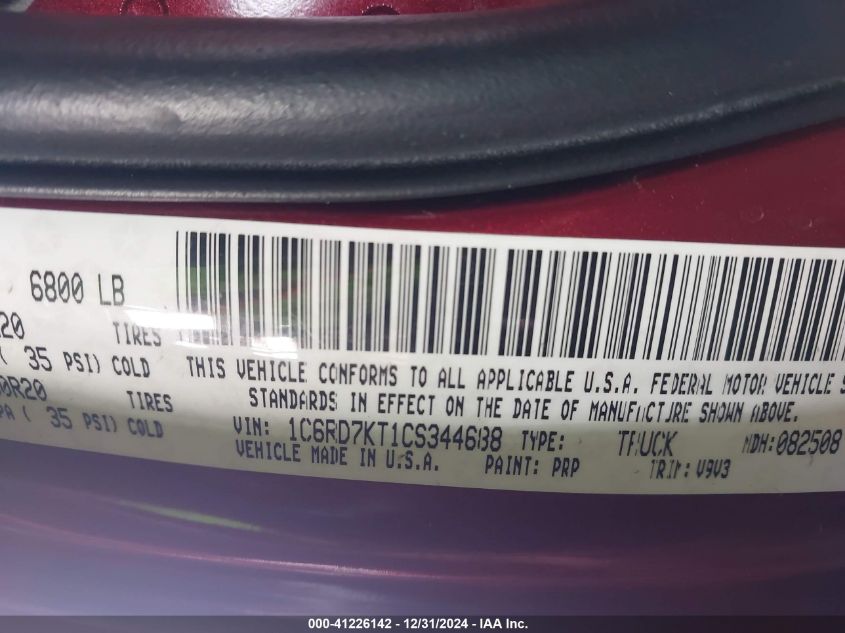 6800 LB
20 TIRES
( 35 PSI) COLD
0R20 TIRES
PA ( 35 PSI) COLD
THIS VEHICLE CONFORMS TO ALL APPLICABLE U.S.A. FEDERAL MOTOR VEHICLE S
STANDARDS IN EFFECT ON THE DATE OF MANUFACTURE SHOWN ABOVE.
VIN: 1C6RD7KT1CS344688 TYPE: TRUCK MDH: 082508
VEHICLE MADE IN U.S.A. PAINT: PRP TRIM: V9V3
000-41226142 - 12/31/2024 - IAA Inc.